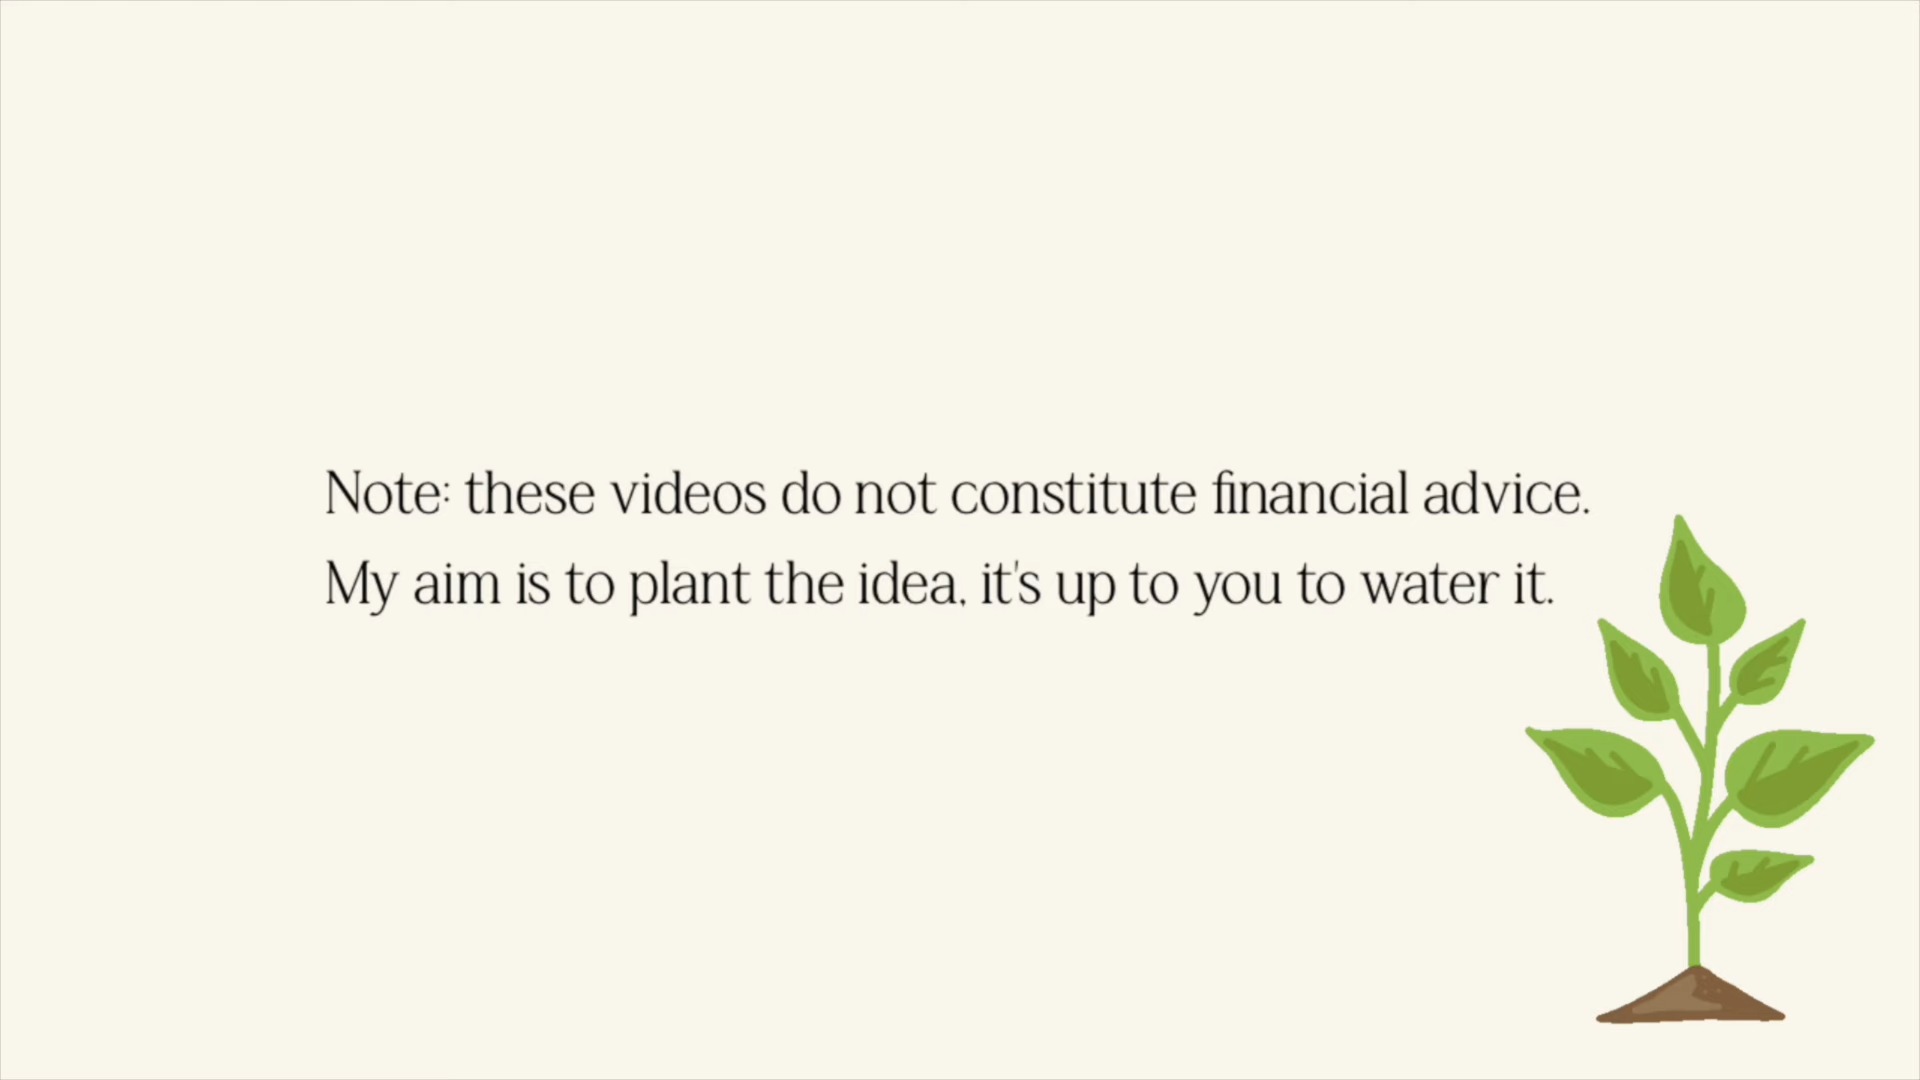 Note: these videos do not constitute financial advice.
My aim is to plant the idea, it's up to you to water it.